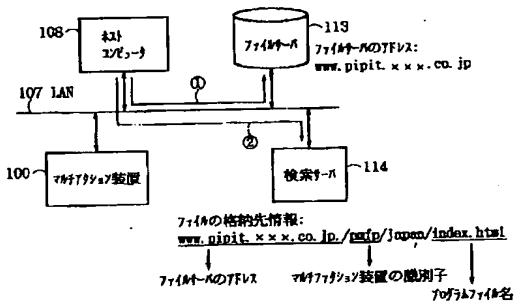 108
ホスト
コンピュータ
113
ファイルサーバ
ファイルサーバのアドレス:
www.pipit.×××.co.jp
①
107 LAN
②
100
マルチアクション装置
検索サーバ
114
ファイルの格納先情報:
www.pipit.×××.co.jp./pmfp/japan/index.html
ファイルサーバのアドレス
マルチファクション装置の識別子
プログラムファイル名